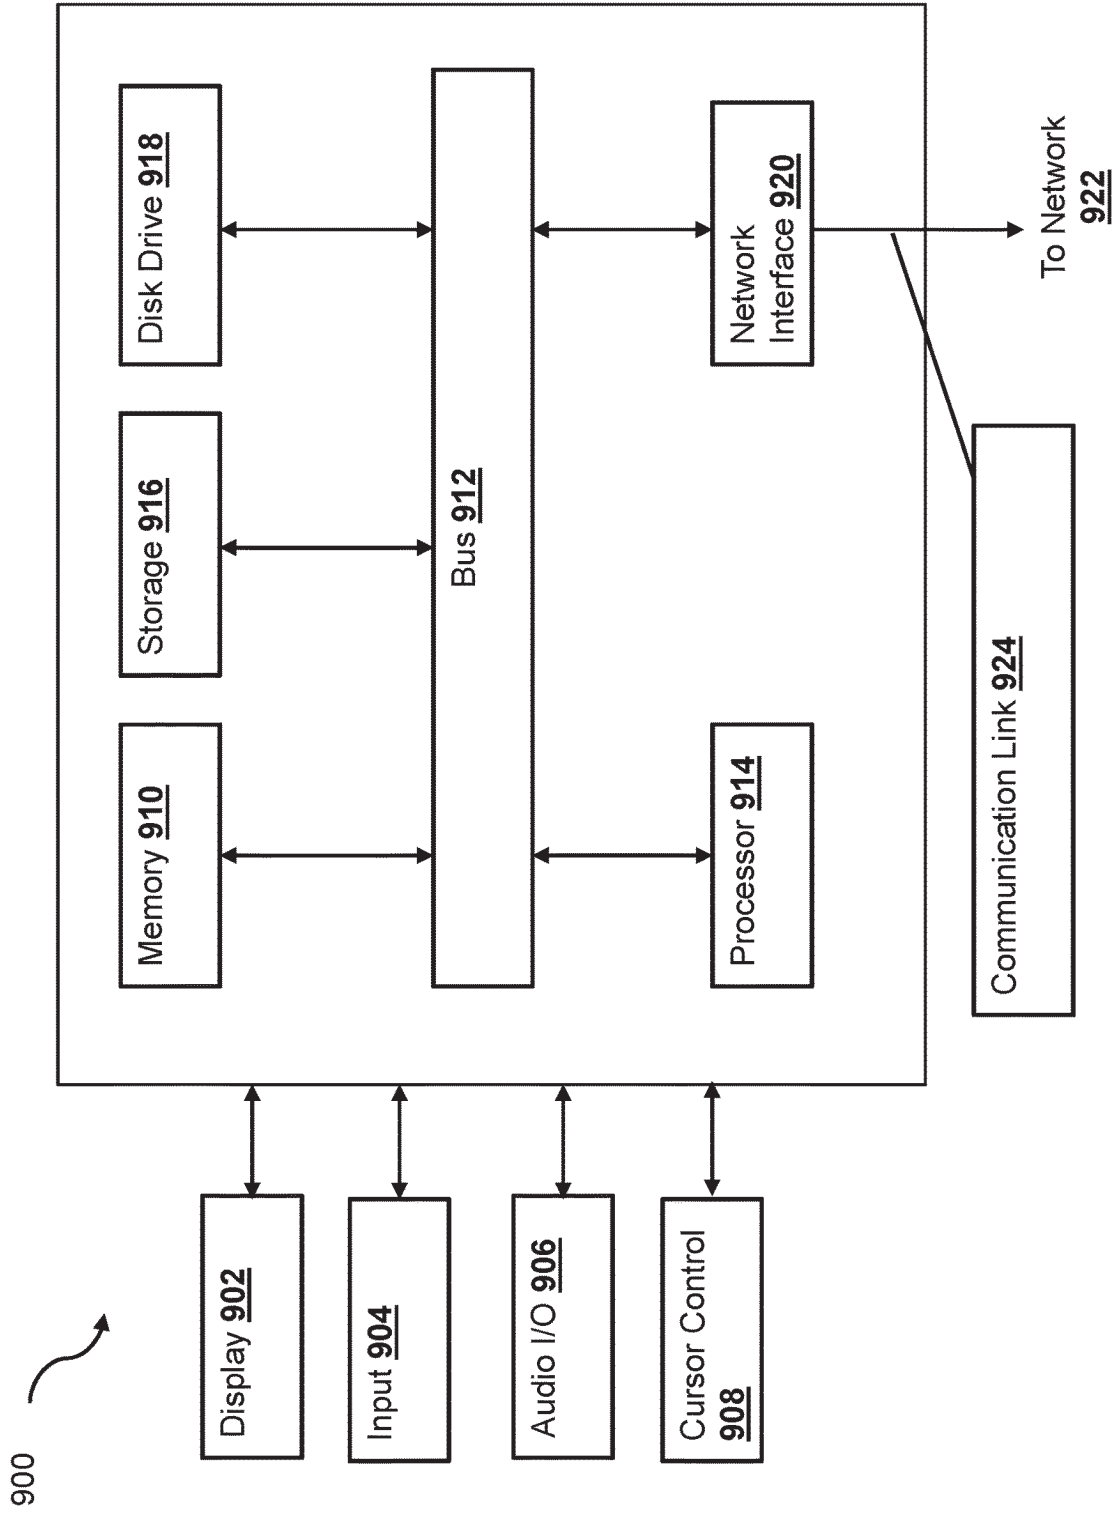 900
Display 902
Input 904
Audio I/O 906
Cursor Control
908
Memory 910
Storage 916
Disk Drive 918
Bus 912
Processor 914
Network
Interface 920
Communication Link 924
To Network
922